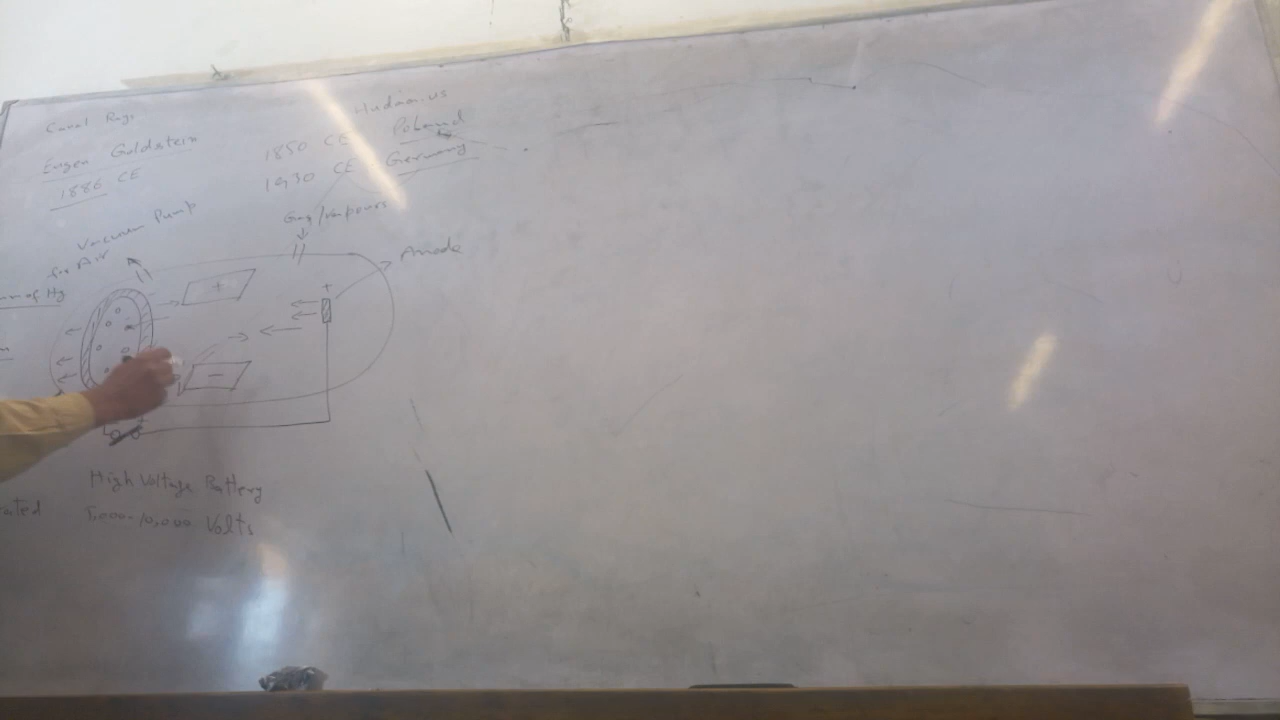 Canal Rays
Eugen Goldstein
1886 CE
1850 CE Poland
1930 CE Germany
Vacuum Pump
for Air
mm of Hg
Gas/Vapours
Anode
+
+
−
High Voltage Battery
5,000-10,000 Volts